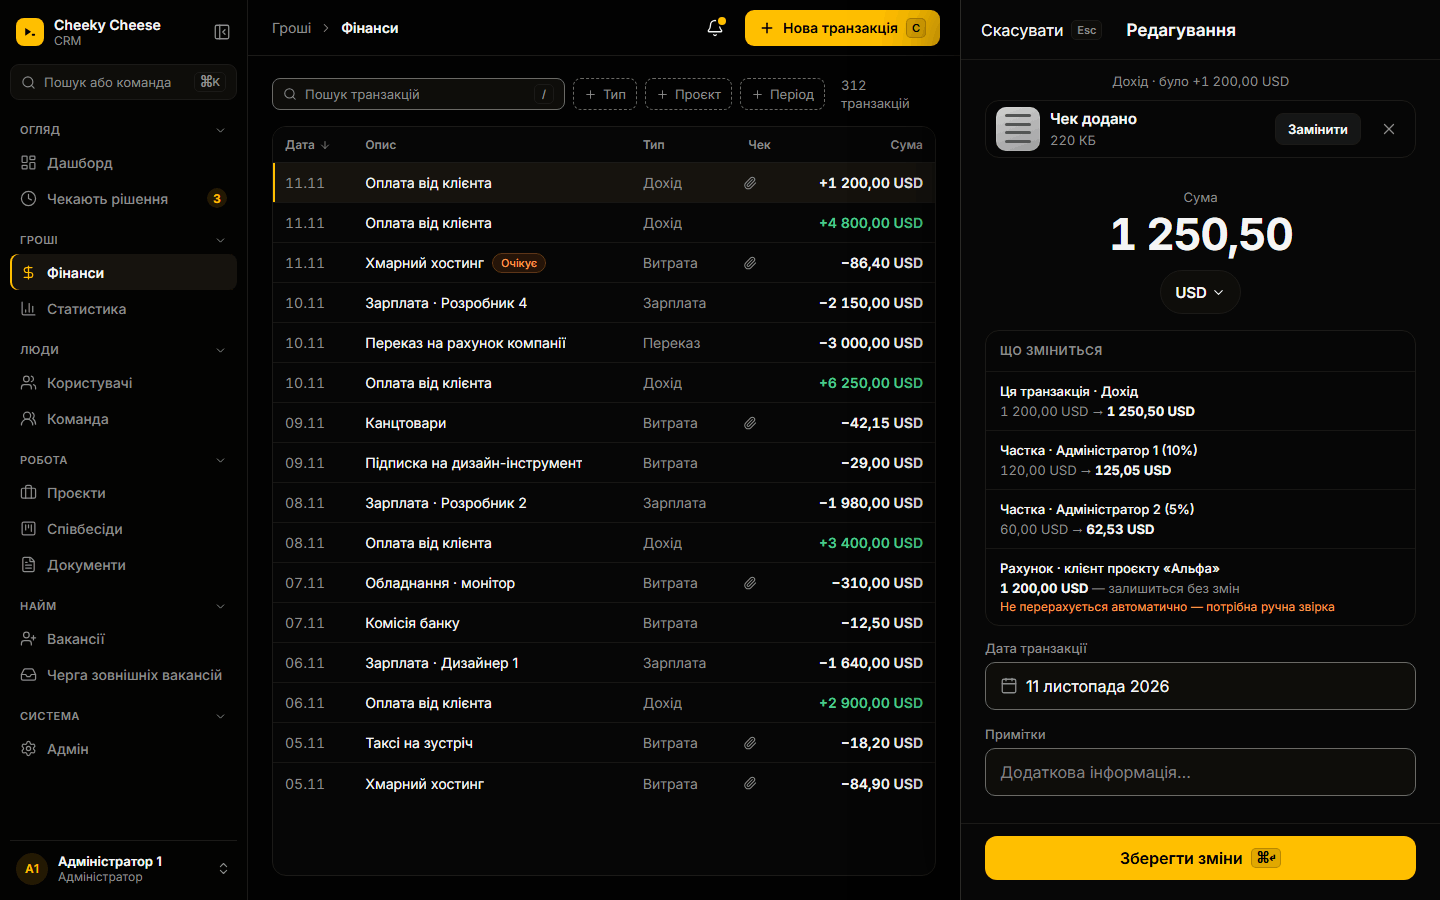 Cheeky Cheese
CRM
Пошук або команда ⌘K
ОГЛЯД
Дашборд
Чекають рішення 3
ГРОШІ
Фінанси
Статистика
ЛЮДИ
Користувачі
Команда
РОБОТА
Проєкти
Співбесіди
Документи
НАЙМ
Вакансії
Черга зовнішніх вакансій
СИСТЕМА
Адмін
A1 Адміністратор 1
Адміністратор
Гроші > Фінанси
Нова транзакція C
Пошук транзакцій /
+ Тип
+ Проєкт
+ Період
312 транзакцій
Дата ↓ Опис Тип Чек Сума
11.11 Оплата від клієнта Дохід +1 200,00 USD
11.11 Оплата від клієнта Дохід +4 800,00 USD
11.11 Хмарний хостинг Очікує Витрата −86,40 USD
10.11 Зарплата · Розробник 4 Зарплата −2 150,00 USD
10.11 Переказ на рахунок компанії Переказ −3 000,00 USD
10.11 Оплата від клієнта Дохід +6 250,00 USD
09.11 Канцтовари Витрата −42,15 USD
09.11 Підписка на дизайн-інструмент Витрата −29,00 USD
08.11 Зарплата · Розробник 2 Зарплата −1 980,00 USD
08.11 Оплата від клієнта Дохід +3 400,00 USD
07.11 Обладнання · монітор Витрата −310,00 USD
07.11 Комісія банку Витрата −12,50 USD
06.11 Зарплата · Дизайнер 1 Зарплата −1 640,00 USD
06.11 Оплата від клієнта Дохід +2 900,00 USD
05.11 Таксі на зустріч Витрата −18,20 USD
05.11 Хмарний хостинг Витрата −84,90 USD
Скасувати Esc Редагування
Дохід · було +1 200,00 USD
Чек додано
220 КБ
Замінити
Сума
1 250,50
USD
ЩО ЗМІНИТЬСЯ
Ця транзакція · Дохід
1 200,00 USD → 1 250,50 USD
Частка · Адміністратор 1 (10%)
120,00 USD → 125,05 USD
Частка · Адміністратор 2 (5%)
60,00 USD → 62,53 USD
Рахунок · клієнт проєкту «Альфа»
1 200,00 USD — залишиться без змін
Не перерахується автоматично — потрібна ручна звірка
Дата транзакції
11 листопада 2026
Примітки
Додаткова інформація...
Зберегти зміни ⌘↵